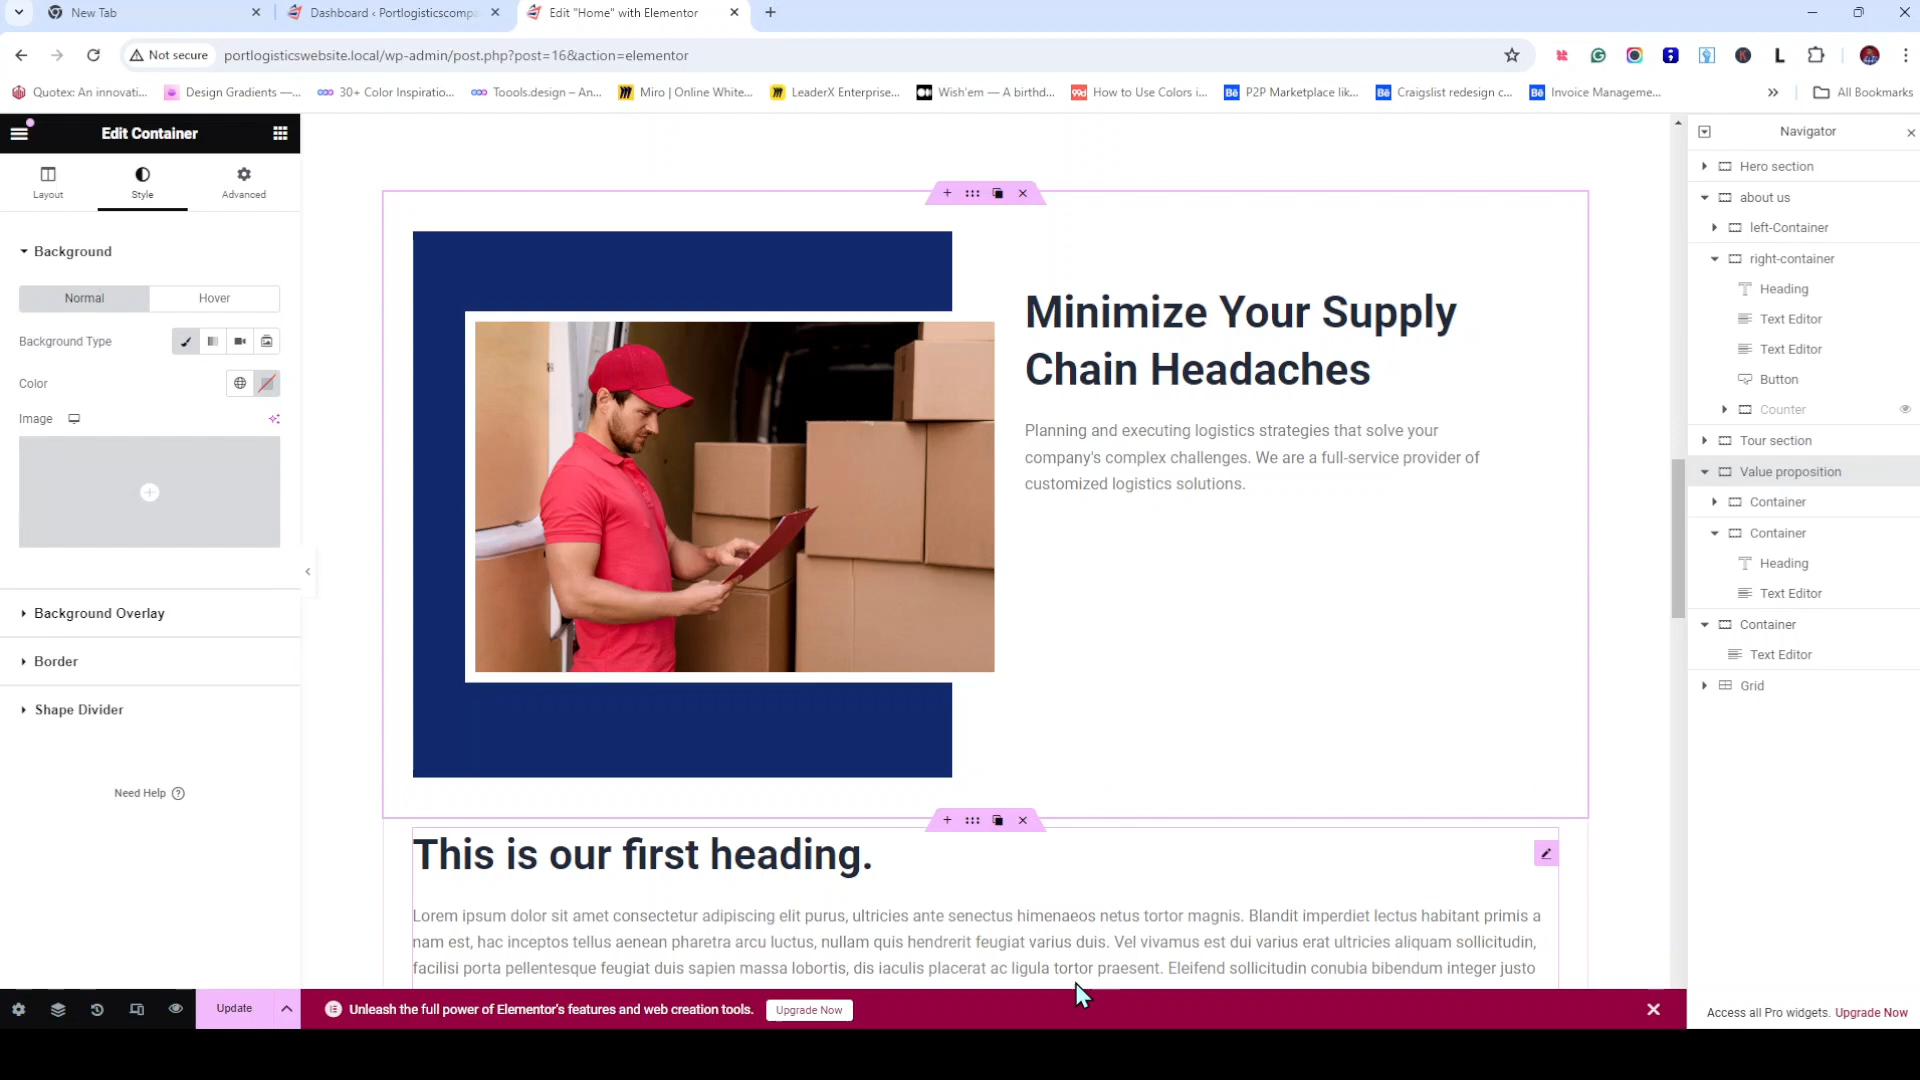 New Tab
Dashboard ‹ Portlogisticscompa
Edit "Home" with Elementor
Not secure
portlogisticswebsite.local/wp-admin/post.php?post=16&action=elementor
Quotex: An innovati...
Design Gradients —...
30+ Color Inspiratio...
Toools.design – An...
Miro | Online White...
LeaderX Enterprise...
Wish'em — A birthd...
How to Use Colors i...
P2P Marketplace lik...
Craigslist redesign c...
Invoice Manageme...
All Bookmarks
Edit Container
Layout
Style
Advanced
Background
Normal
Hover
Background Type
Color
Image
Background Overlay
Border
Shape Divider
Need Help
Minimize Your Supply
Chain Headaches
Planning and executing logistics strategies that solve your
company's complex challenges. We are a full-service provider of
customized logistics solutions.
This is our first heading.
Lorem ipsum dolor sit amet consectetur adipiscing elit purus, ultricies ante senectus himenaeos netus tortor magnis. Blandit imperdiet lectus habitant primis a
nam est, hac inceptos tellus aenean pharetra arcu luctus, nullam quis hendrerit feugiat varius duis. Vel vivamus est dui varius erat ultricies aliquam sollicitudin,
facilisi porta pellentesque feugiat duis sapien massa lobortis, dis iaculis placerat ac ligula tortor praesent. Eleifend sollicitudin conubia bibendum integer justo
Navigator
Hero section
about us
left-Container
right-container
Heading
Text Editor
Text Editor
Button
Counter
Tour section
Value proposition
Container
Container
Heading
Text Editor
Container
Text Editor
Grid
Update
Unleash the full power of Elementor's features and web creation tools.
Upgrade Now
Access all Pro widgets. Upgrade Now